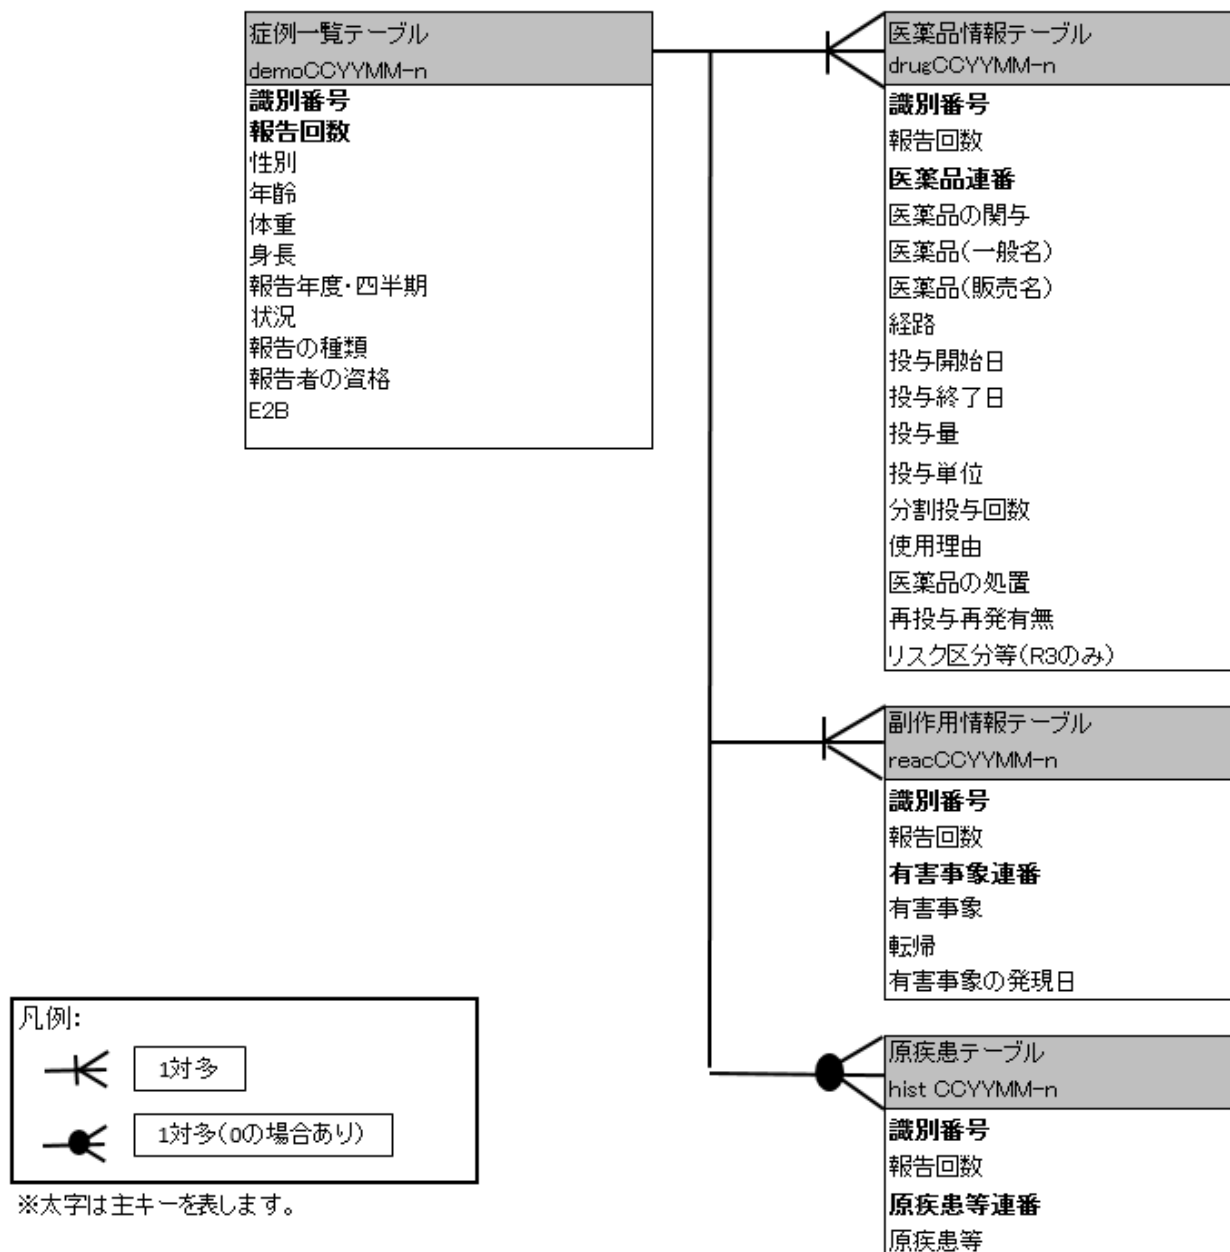 症例一覧テーブル
demoCCYYMM-n
識別番号
報告回数
性別
年齢
体重
身長
報告年度・四半期
状況
報告の種類
報告者の資格
E2B
医薬品情報テーブル
drugCCYYMM-n
識別番号
報告回数
医薬品連番
医薬品の関与
医薬品(一般名)
医薬品(販売名)
経路
投与開始日
投与終了日
投与量
投与単位
分割投与回数
使用理由
医薬品の処置
再投与再発有無
リスク区分等(R3のみ)
副作用情報テーブル
reacCCYYMM-n
識別番号
報告回数
有害事象連番
有害事象
転帰
有害事象の発現日
原疾患テーブル
hist CCYYMM-n
識別番号
報告回数
原疾患等連番
原疾患等
凡例:
1対多
1対多(0の場合あり)
※太字は主キーを表します。